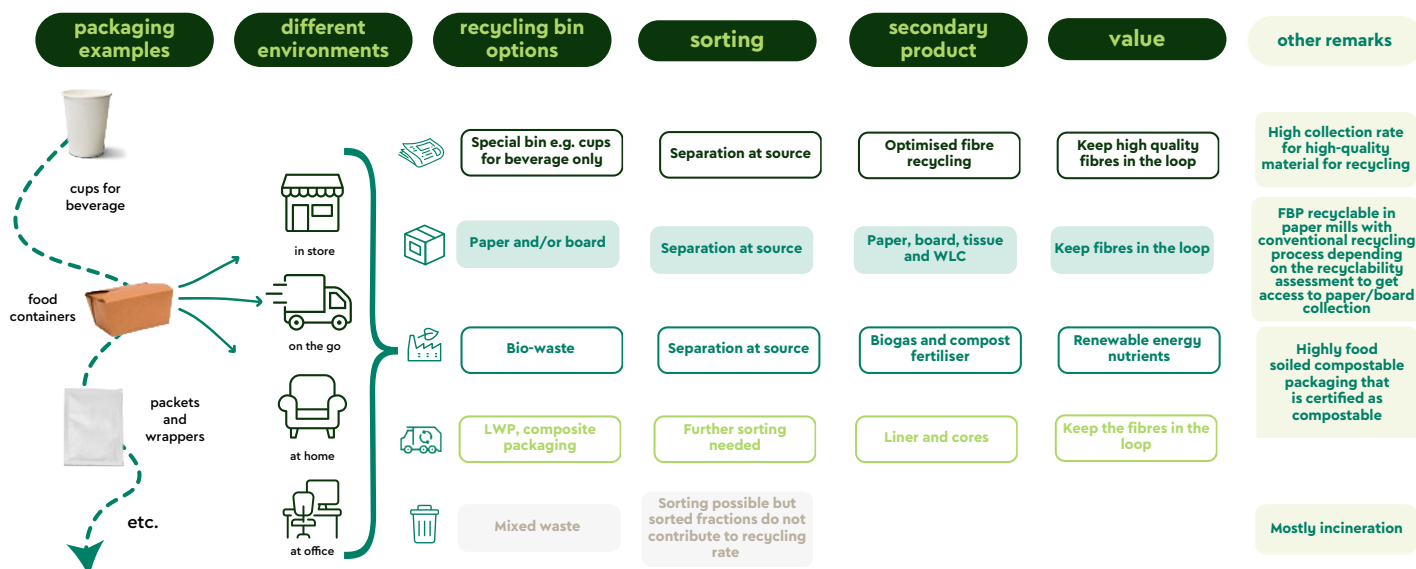 packaging
examples
different
environments
recycling bin
options
sorting
secondary
product
value
other remarks
cups for
beverage
food
containers
packets
and
wrappers
etc.
in store
on the go
at home
at office
Special bin e.g. cups
for beverage only
Separation at source
Optimised fibre
recycling
Keep high quality
fibres in the loop
High collection rate
for high-quality
material for recycling
Paper and/or board
Separation at source
Paper, board, tissue
and WLC
Keep fibres in the loop
FBP recyclable in
paper mills with
conventional recycling
process depending
on the recyclability
assessment to get
access to paper/board
collection
Bio-waste
Separation at source
Biogas and compost
fertiliser
Renewable energy
nutrients
Highly food
soiled compostable
packaging that
is certified as
compostable
LWP, composite
packaging
Further sorting
needed
Liner and cores
Keep the fibres in the
loop
Mixed waste
Sorting possible but
sorted fractions do not
contribute to recycling
rate
Mostly incineration